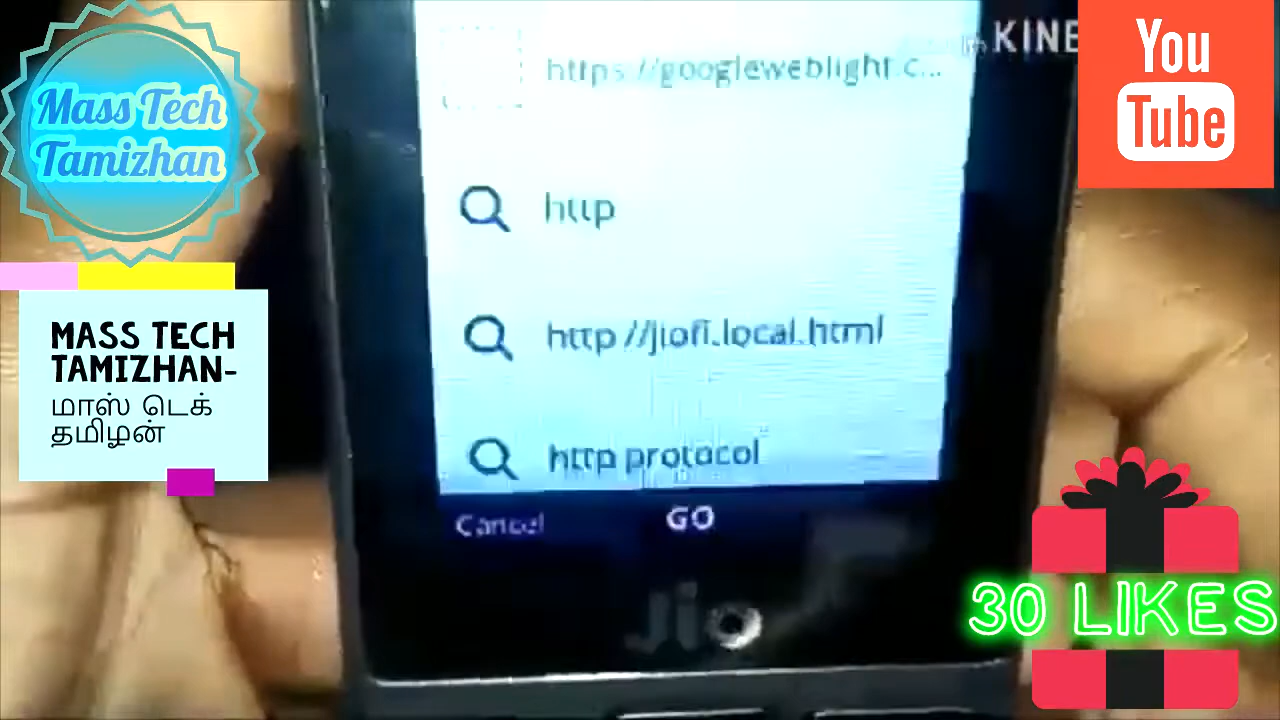 Mass Tech
Tamizhan
MASS TECH
TAMIZHAN-
மாஸ் டெக்
தமிழன்
https://googleweblight.c...
http
http //jiofi.local.html
http protocol
Cancel
GO
Jio
KINE
You
Tube
30 LIKES